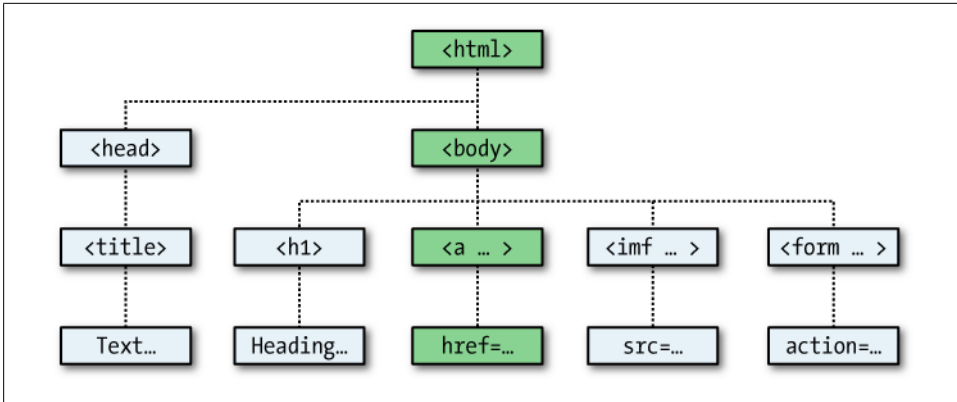 <html>
<head>
<body>
<title>
<h1>
<a … >
<imf … >
<form … >
Text…
Heading…
href=…
src=…
action=…